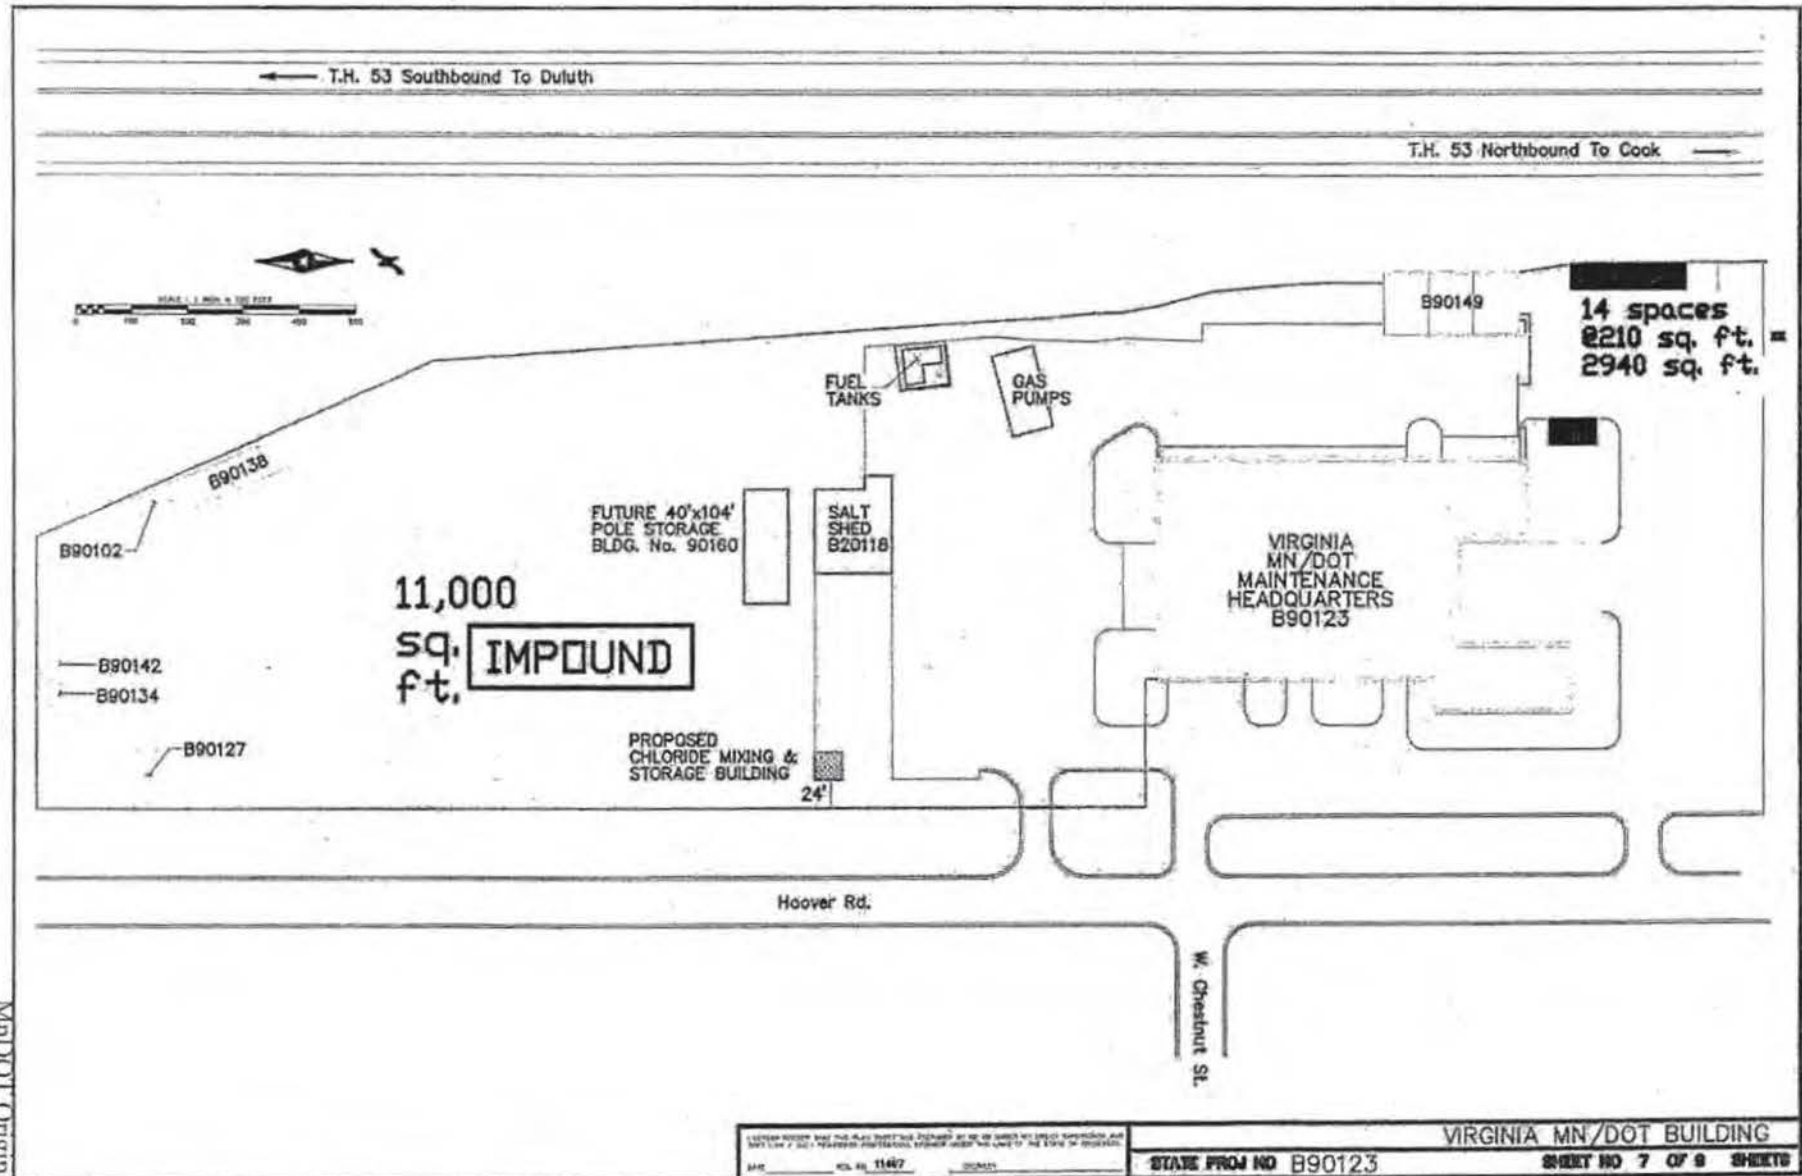 T.H. 53 Southbound To Duluth
T.H. 53 Northbound To Cook
B90149
14 spaces
@210 sq. ft. =
2940 sq. ft.
FUEL
TANKS
GAS
PUMPS
B90138
B90102
FUTURE 40'x104'
POLE STORAGE
BLDG. No. 90160
SALT
SHED
B20118
VIRGINIA
MN/DOT
MAINTENANCE
HEADQUARTERS
B90123
11,000
sq.
ft.
IMPOUND
B90142
B90134
B90127
PROPOSED
CHLORIDE MIXING &
STORAGE BUILDING
24'
Hoover Rd.
W. Chestnut St.
VIRGINIA MN/DOT BUILDING
11467
STATE PROJ NO B90123
SHEET NO 7 OF 9 SHEETS